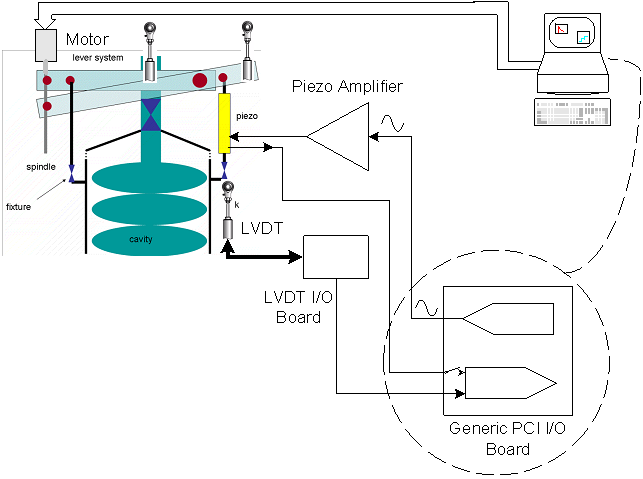 Motor
lever system
Piezo Amplifier
piezo
spindle
fixture
k
LVDT
cavity
LVDT I/O
Board
Generic PCI I/O
Board